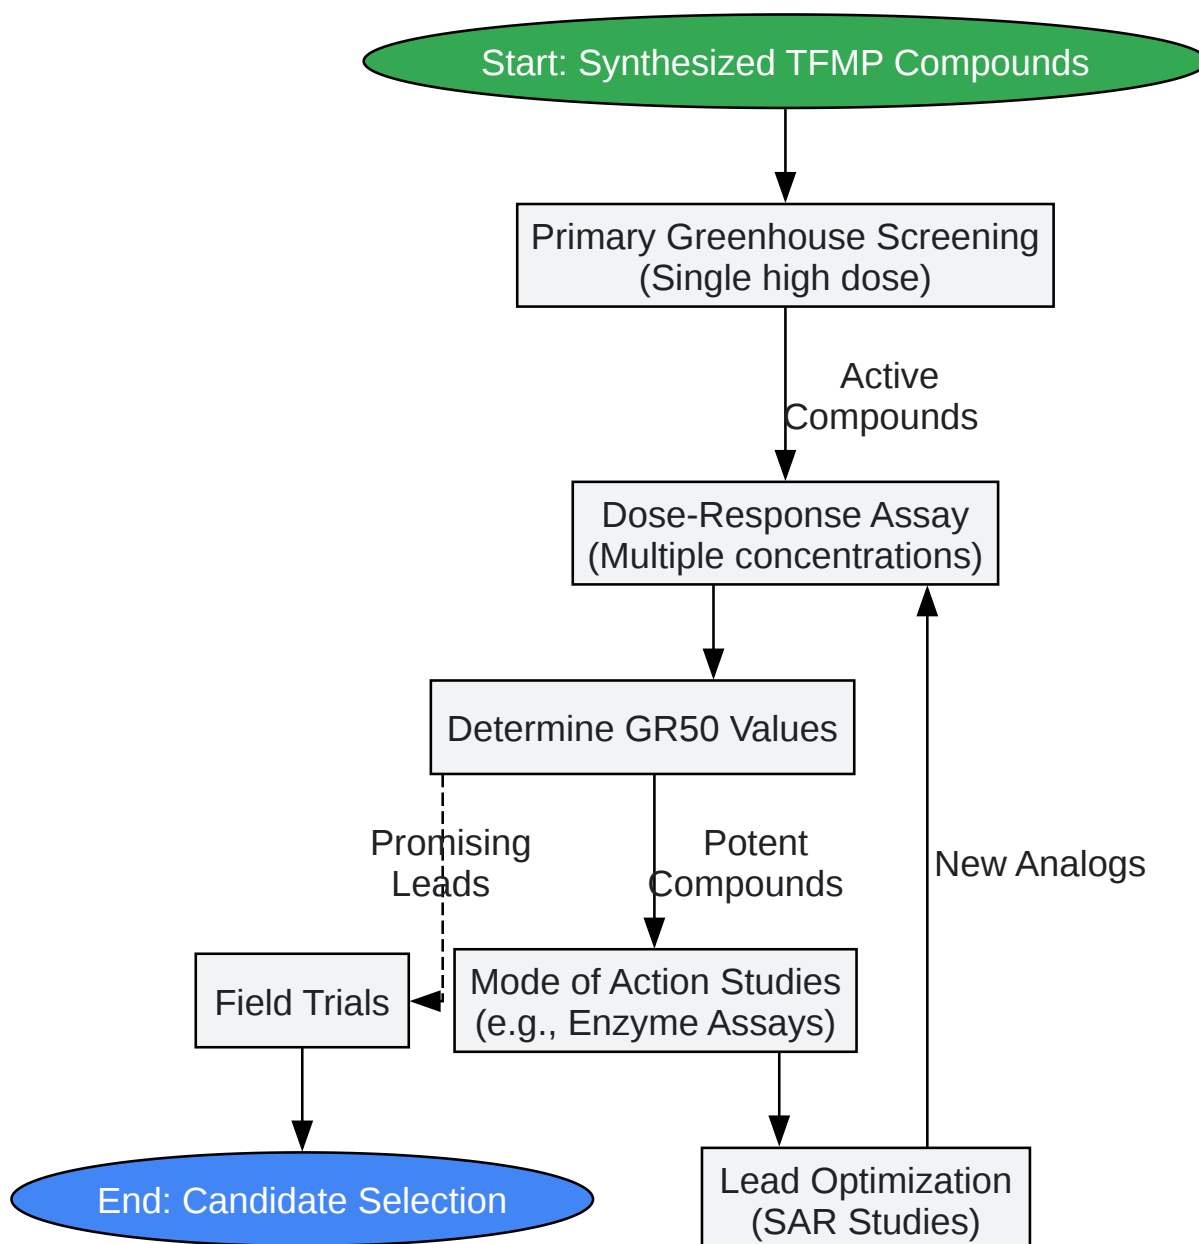 Start: Synthesized TFMP Compounds
Primary Greenhouse Screening
(Single high dose)
Active
Compounds
Dose-Response Assay
(Multiple concentrations)
Determine GR50 Values
Promising
Leads
Potent
Compounds
New Analogs
Field Trials
Mode of Action Studies
(e.g., Enzyme Assays)
End: Candidate Selection
Lead Optimization
(SAR Studies)